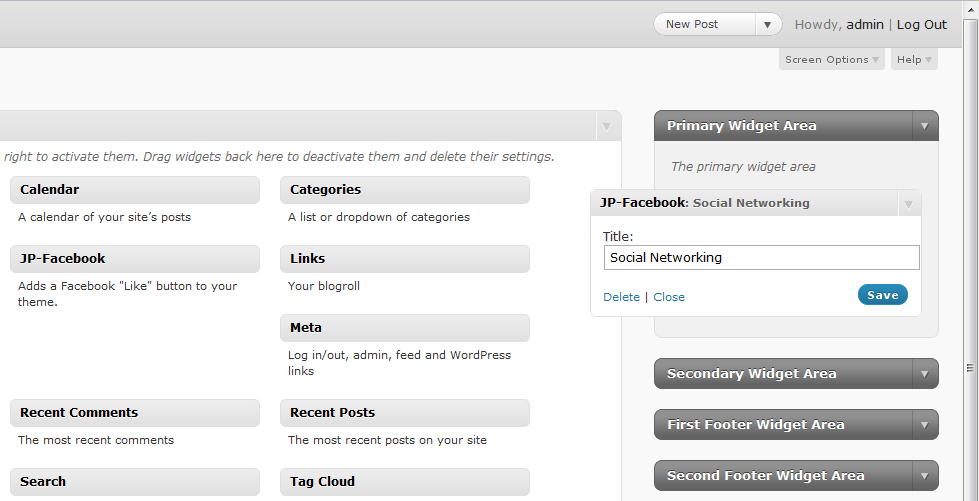 New Post
Howdy, admin | Log Out
Screen Options
Help
right to activate them. Drag widgets back here to deactivate them and delete their settings.
Calendar
A calendar of your site’s posts
Categories
A list or dropdown of categories
JP-Facebook
Adds a Facebook "Like" button to your
theme.
Links
Your blogroll
Meta
Log in/out, admin, feed and WordPress
links
Recent Comments
The most recent comments
Recent Posts
The most recent posts on your site
Search
Tag Cloud
Primary Widget Area
The primary widget area
JP-Facebook: Social Networking
Title:
Social Networking
Delete | Close
Save
Secondary Widget Area
First Footer Widget Area
Second Footer Widget Area